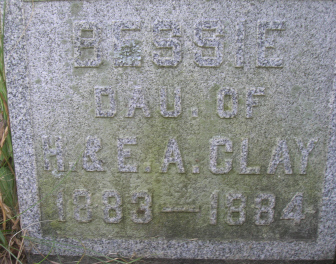 BESSIE
DAU. OF
H. & E. A. CLAY
1883 — 1884